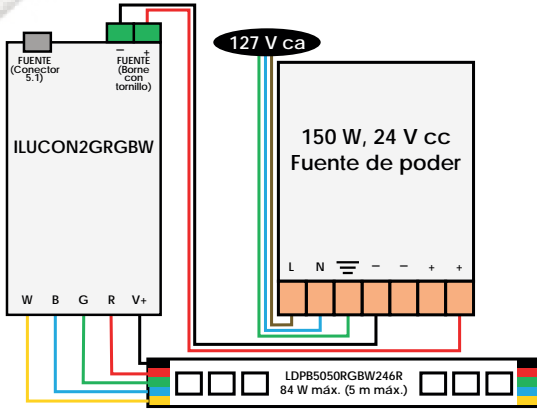 127 V ca
– +
FUENTE
(Conector
5.1)
FUENTE
(Borne
con
tornillo)
ILUCON2GRGBW
150 W, 24 V cc
Fuente de poder
L N – – + +
W B G R V+
LDPB5050RGBW246R
84 W máx. (5 m máx.)